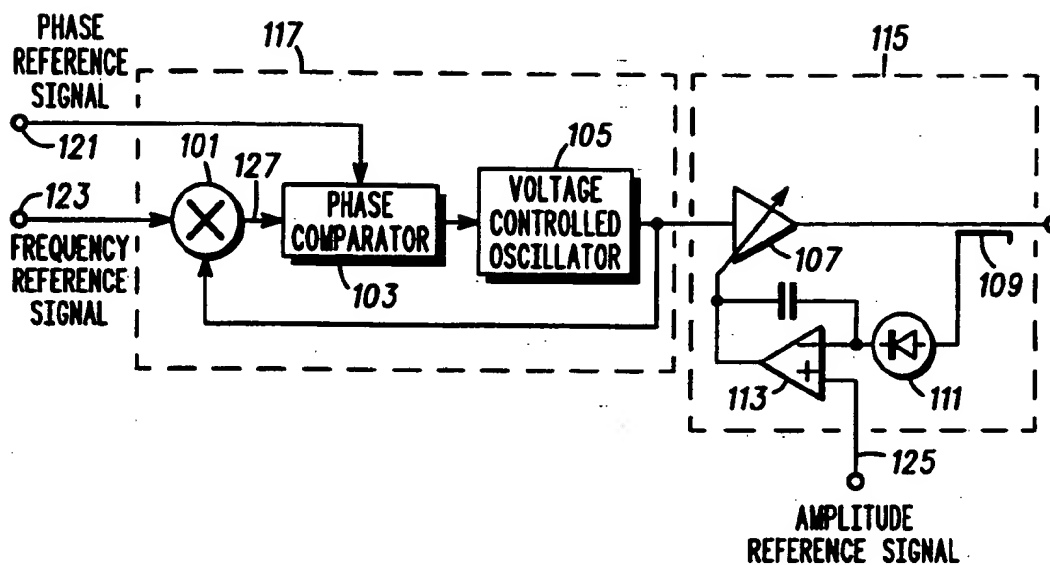 PHASE
REFERENCE
SIGNAL
117
115
121
101
127
105
123
PHASE
COMPARATOR
VOLTAGE
CONTROLLED
OSCILLATOR
FREQUENCY
REFERENCE
SIGNAL
103
107
109
113
111
125
AMPLITUDE
REFERENCE SIGNAL